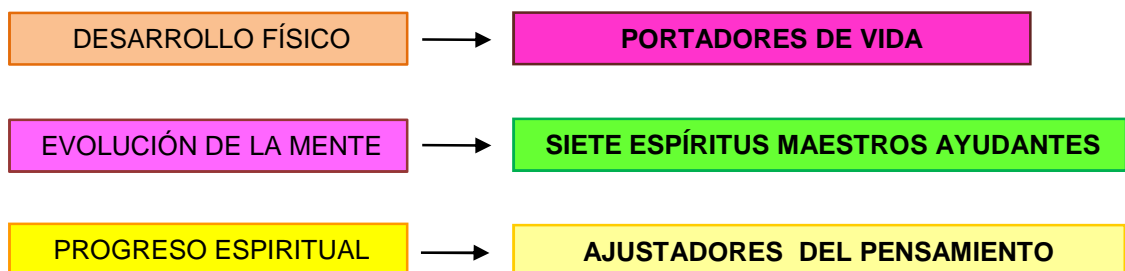 DESARROLLO FÍSICO PORTADORES DE VIDA
EVOLUCIÓN DE LA MENTE SIETE ESPÍRITUS MAESTROS AYUDANTES
PROGRESO ESPIRITUAL AJUSTADORES DEL PENSAMIENTO